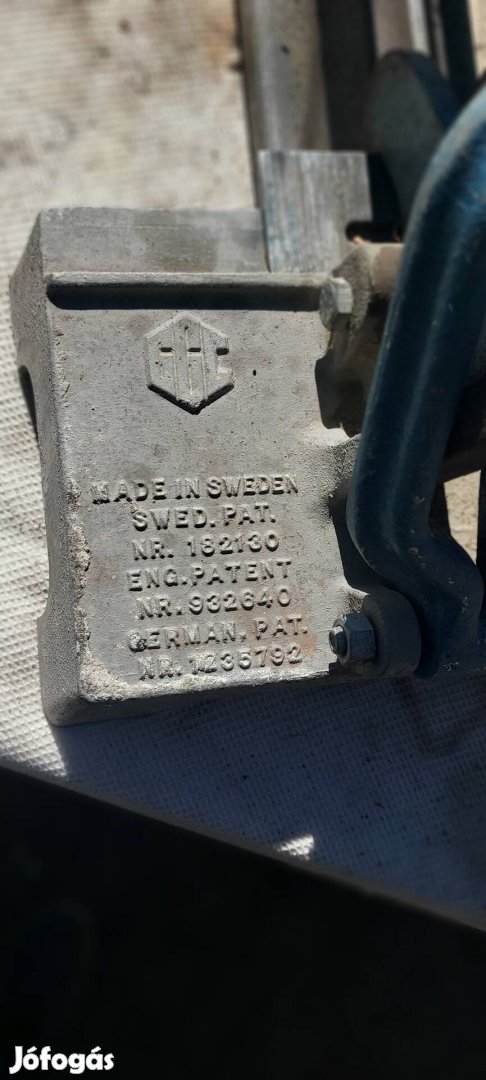 MADE IN SWEDEN
SWED. PAT.
NR. 182130
ENG. PATENT
NR. 932640
GERMAN. PAT.
NR. 1235792
Jófogás